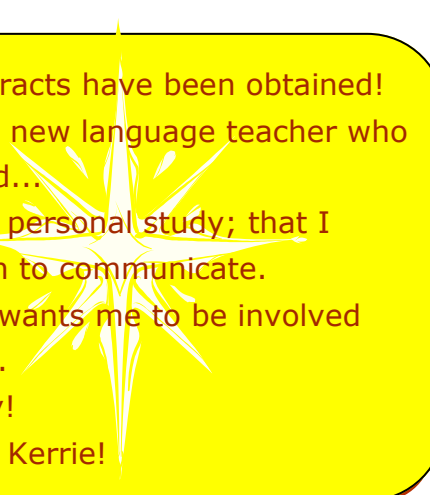 racts have been obtained!
new language teacher who
d...
personal study; that I
n to communicate.
wants me to be involved
.
y!
Kerrie!